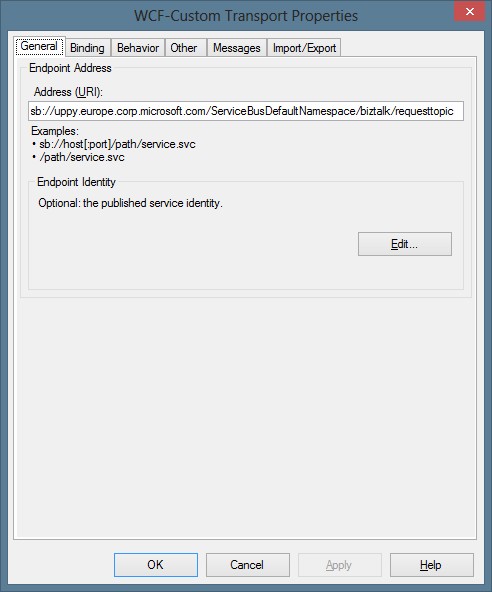 WCF-Custom Transport Properties
General Binding Behavior Other Messages Import/Export
Endpoint Address
Address (URI):
sb://uppy.europe.corp.microsoft.com/ServiceBusDefaultNamespace/biztalk/requesttopic
Examples:
• sb://host[:port]/path/service.svc
• /path/service.svc
Endpoint Identity
Optional: the published service identity.
Edit...
OK Cancel Apply Help